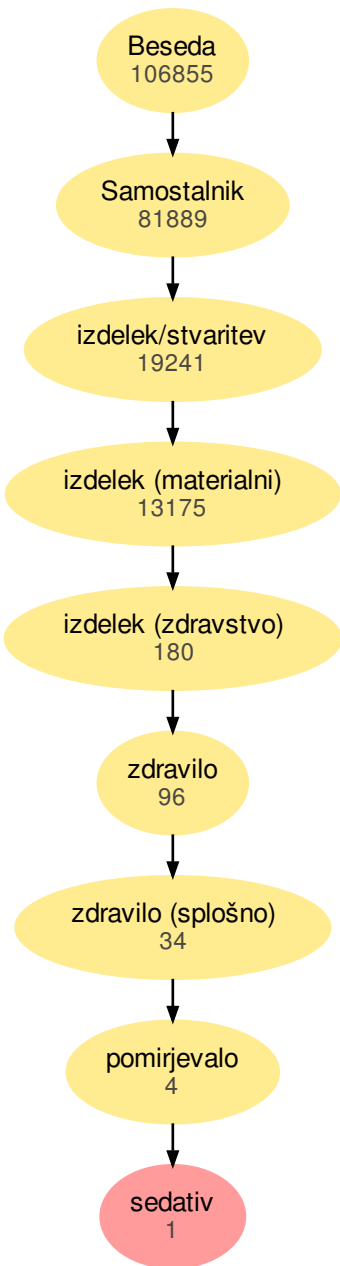 Beseda
106855
Samostalnik
81889
izdelek/stvaritev
19241
izdelek (materialni)
13175
izdelek (zdravstvo)
180
zdravilo
96
zdravilo (splošno)
34
pomirjevalo
4
sedativ
1